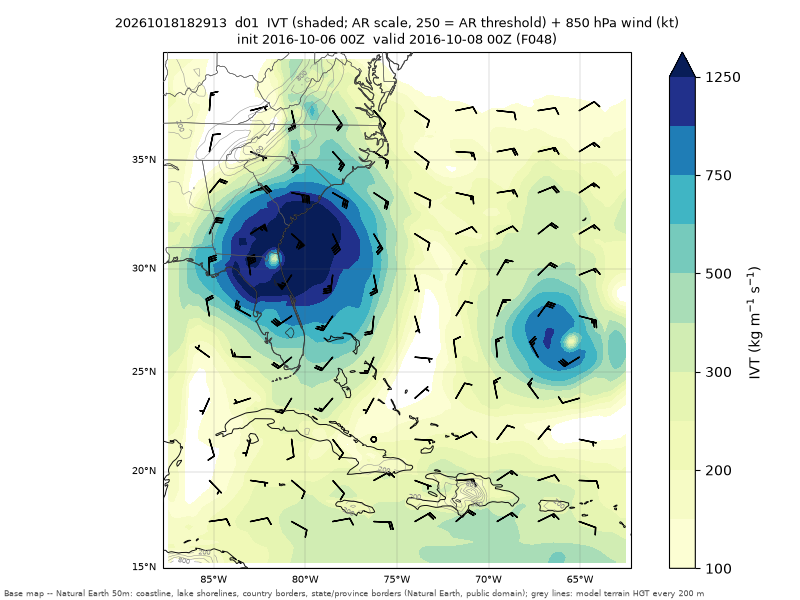 20261018182913  d01  IVT (shaded; AR scale, 250 = AR threshold) + 850 hPa wind (kt)
init 2016-10-06 00Z  valid 2016-10-08 00Z (F048)
35°N
30°N
25°N
20°N
15°N
85°W
80°W
75°W
70°W
65°W
1250
750
500
300
200
100
IVT (kg m⁻¹ s⁻¹)
Base map -- Natural Earth 50m: coastline, lake shorelines, country borders, state/province borders (Natural Earth, public domain); grey lines: model terrain HGT every 200 m